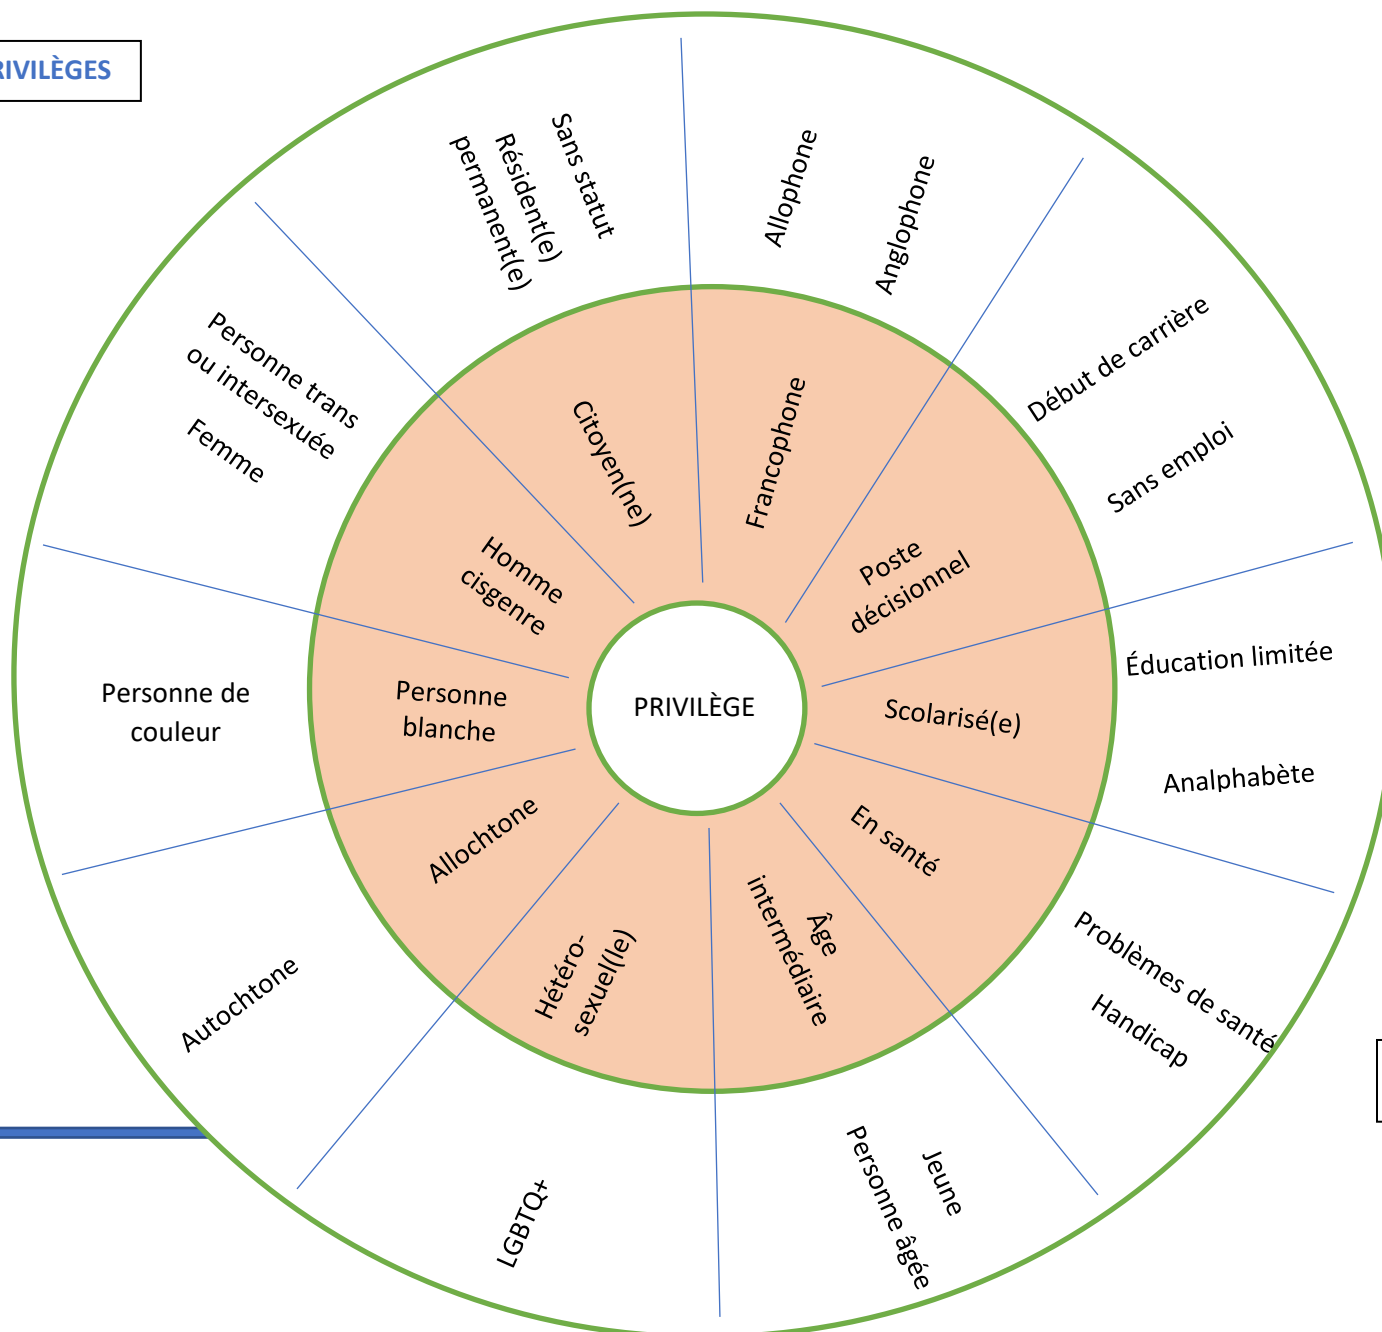 RIVILÈGES
Sans statut
Résident(e)
permanent(e)
Allophone
Anglophone
Début de carrière
Sans emploi
Éducation limitée
Analphabète
Problèmes de santé
Handicap
Jeune
Personne âgée
LGBTQ+
Autochtone
Personne de
couleur
Personne trans
ou intersexuée
Femme
Citoyen(ne)
Francophone
Poste
décisionnel
Scolarisé(e)
En santé
Âge
intermédiaire
Hétéro-
sexuel(le)
Allochtone
Personne
blanche
Homme
cisgenre
PRIVILÈGE